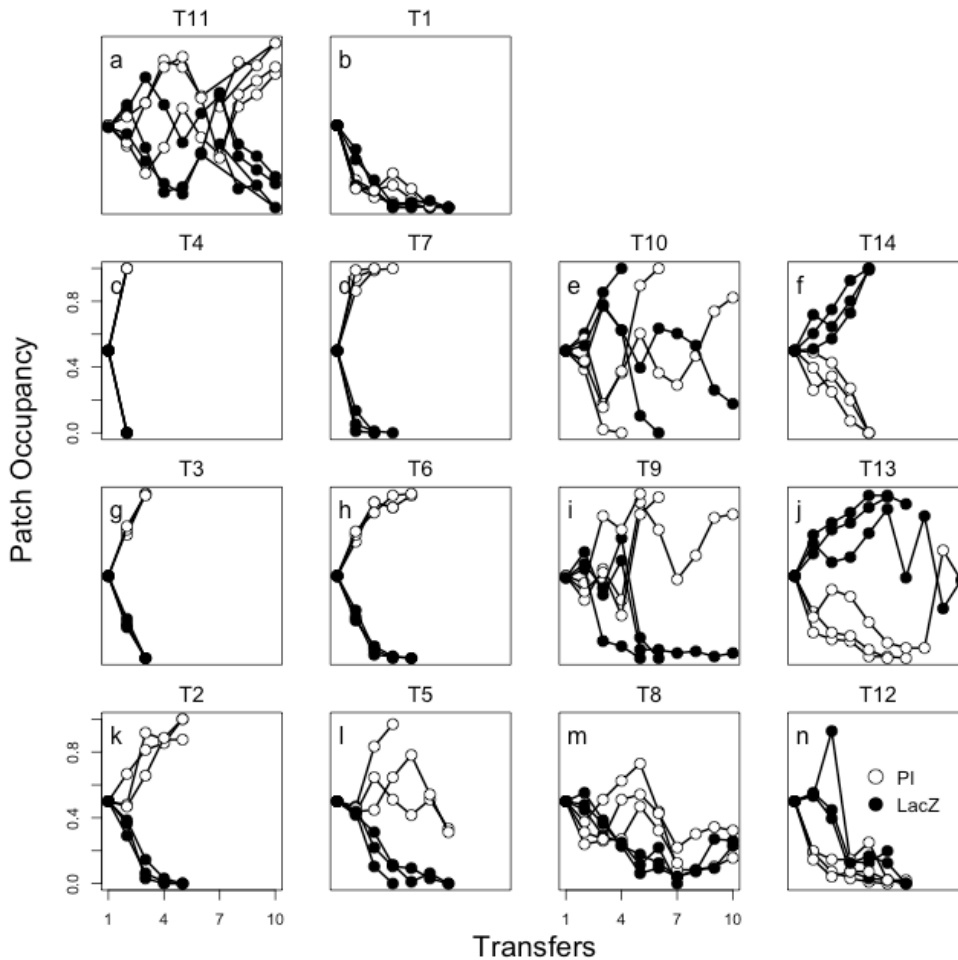 T11 T1
a b
T4 T7 T10 T14
0.8 c d e f
0.4
0.0
T3 T6 T9 T13
g h i j
T2 T5 T8 T12
k l m n
0.8 PI
LacZ
0.4
0.0
1 4 7 10 1 4 7 10
Patch Occupancy
Transfers